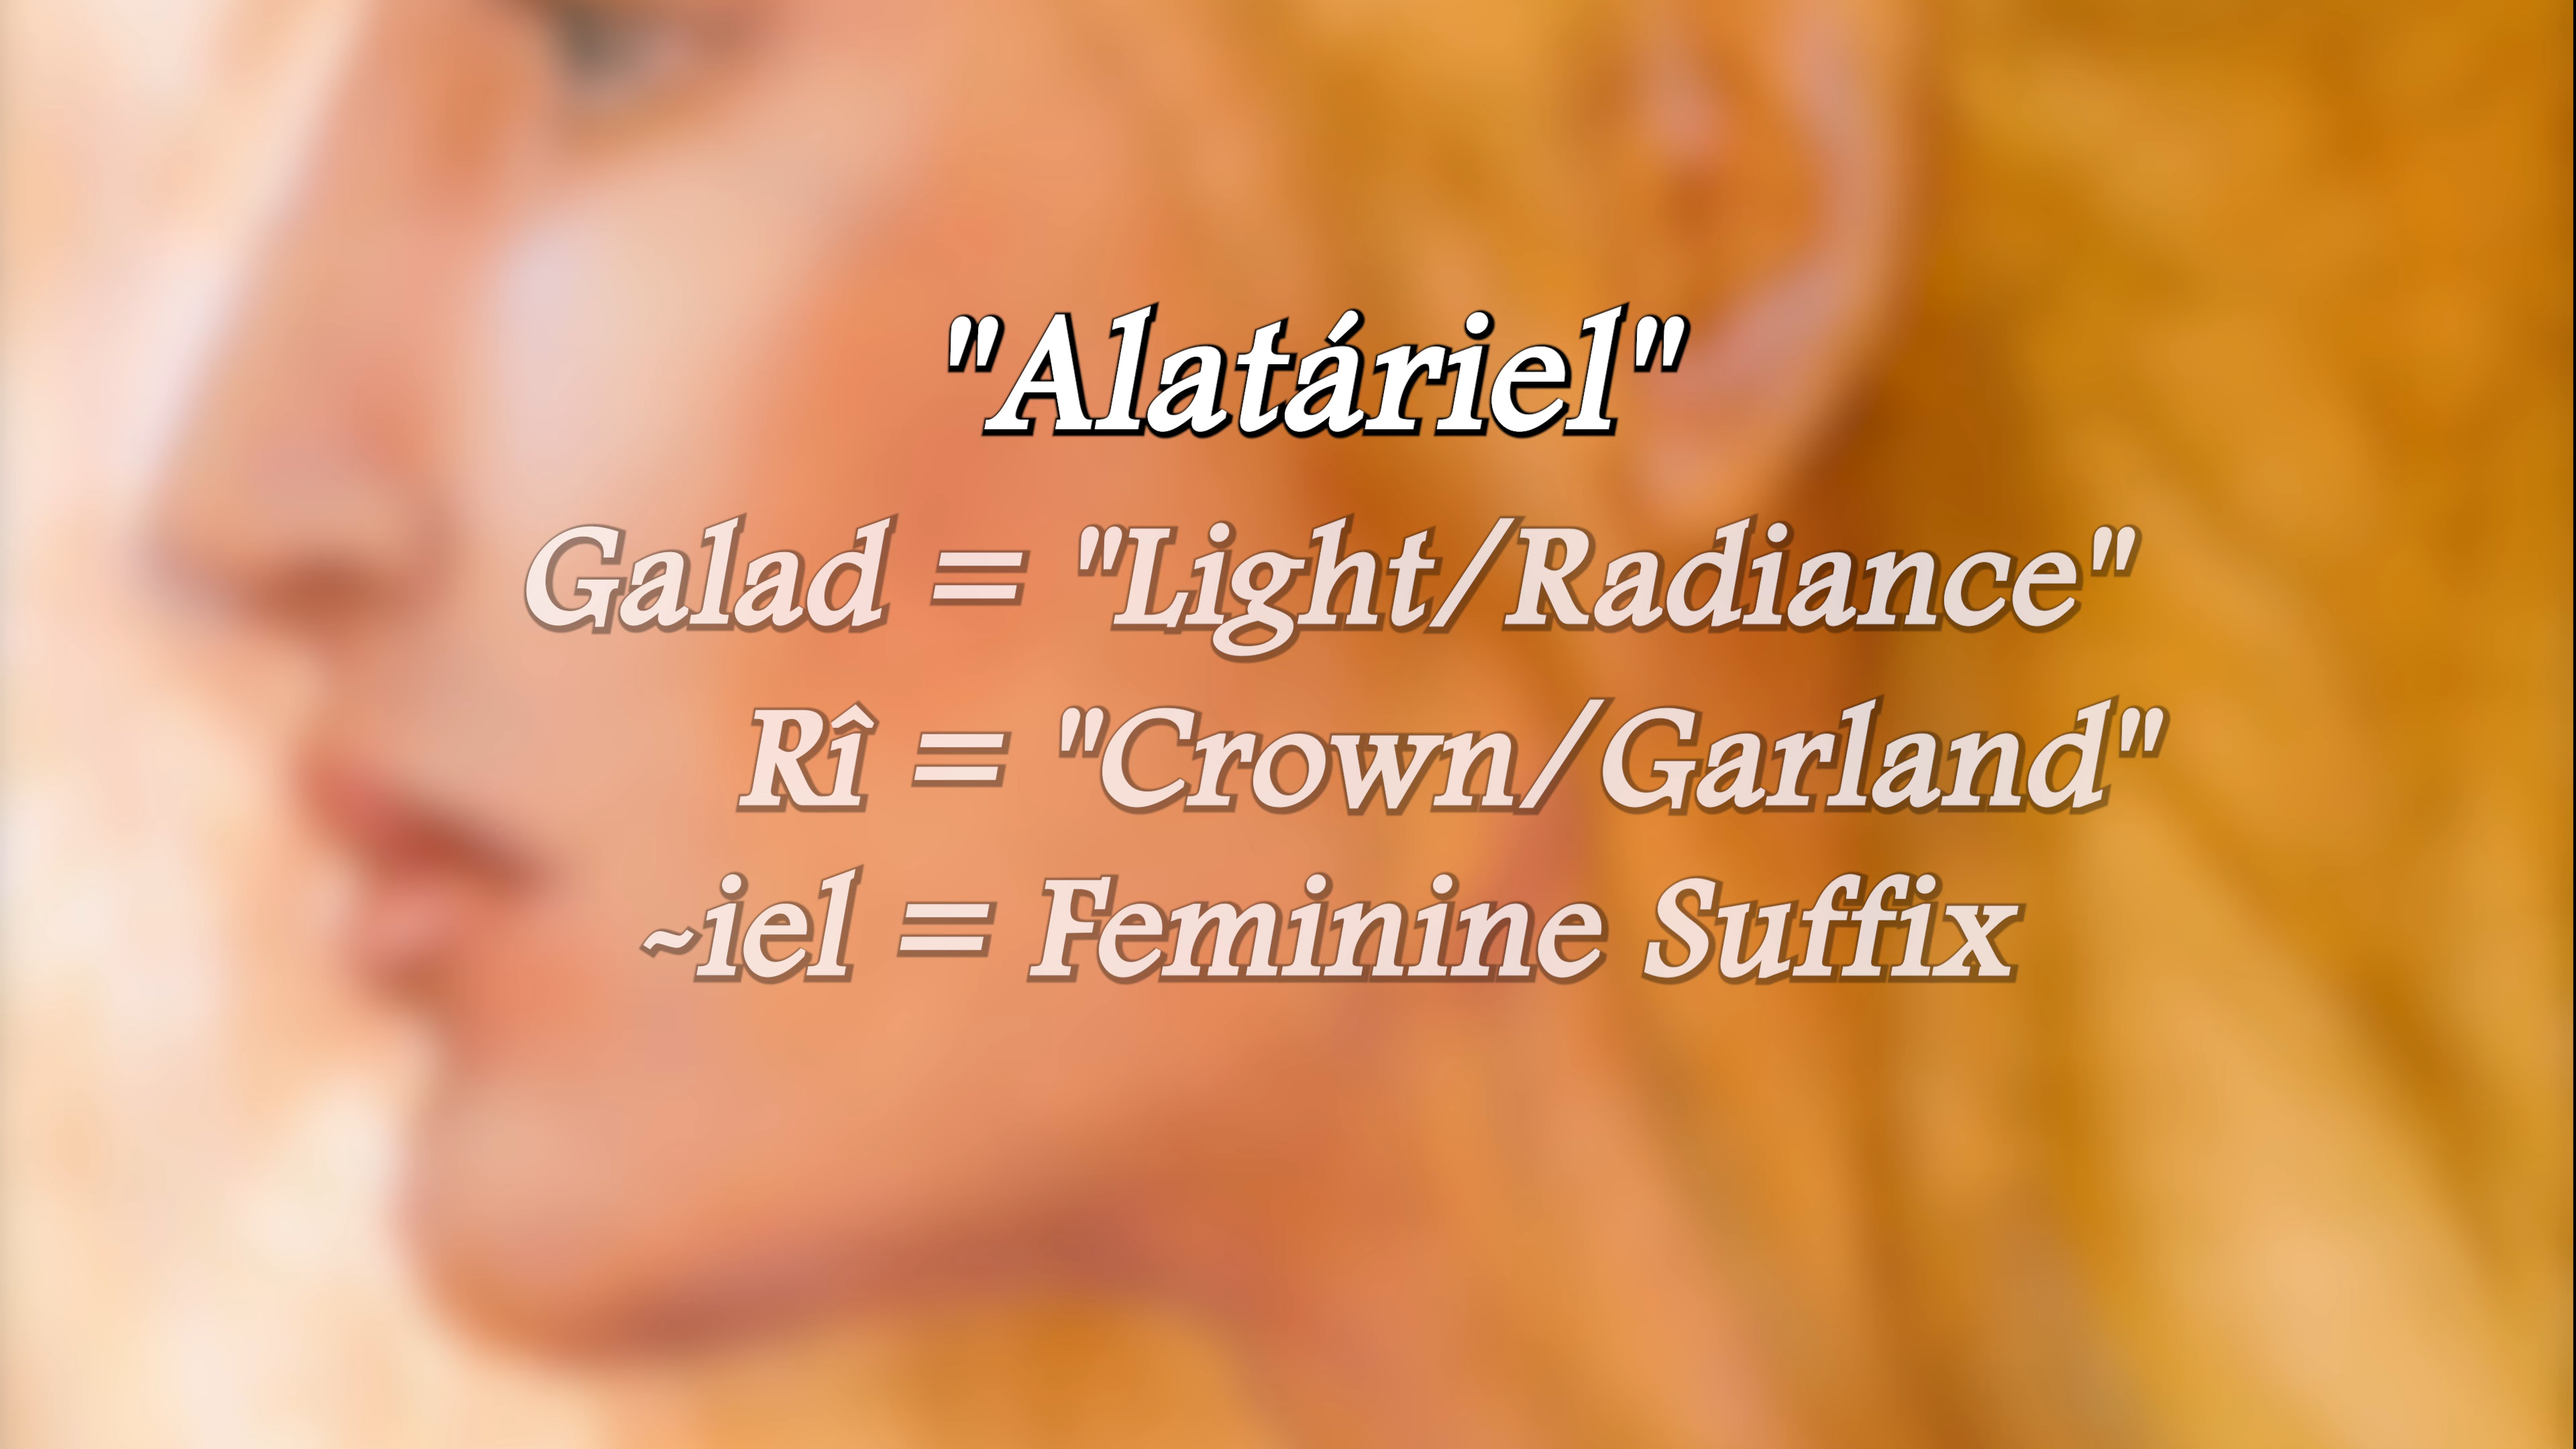 "Alatáriel"
Galad = "Light/Radiance"
Rî = "Crown/Garland"
~iel = Feminine Suffix